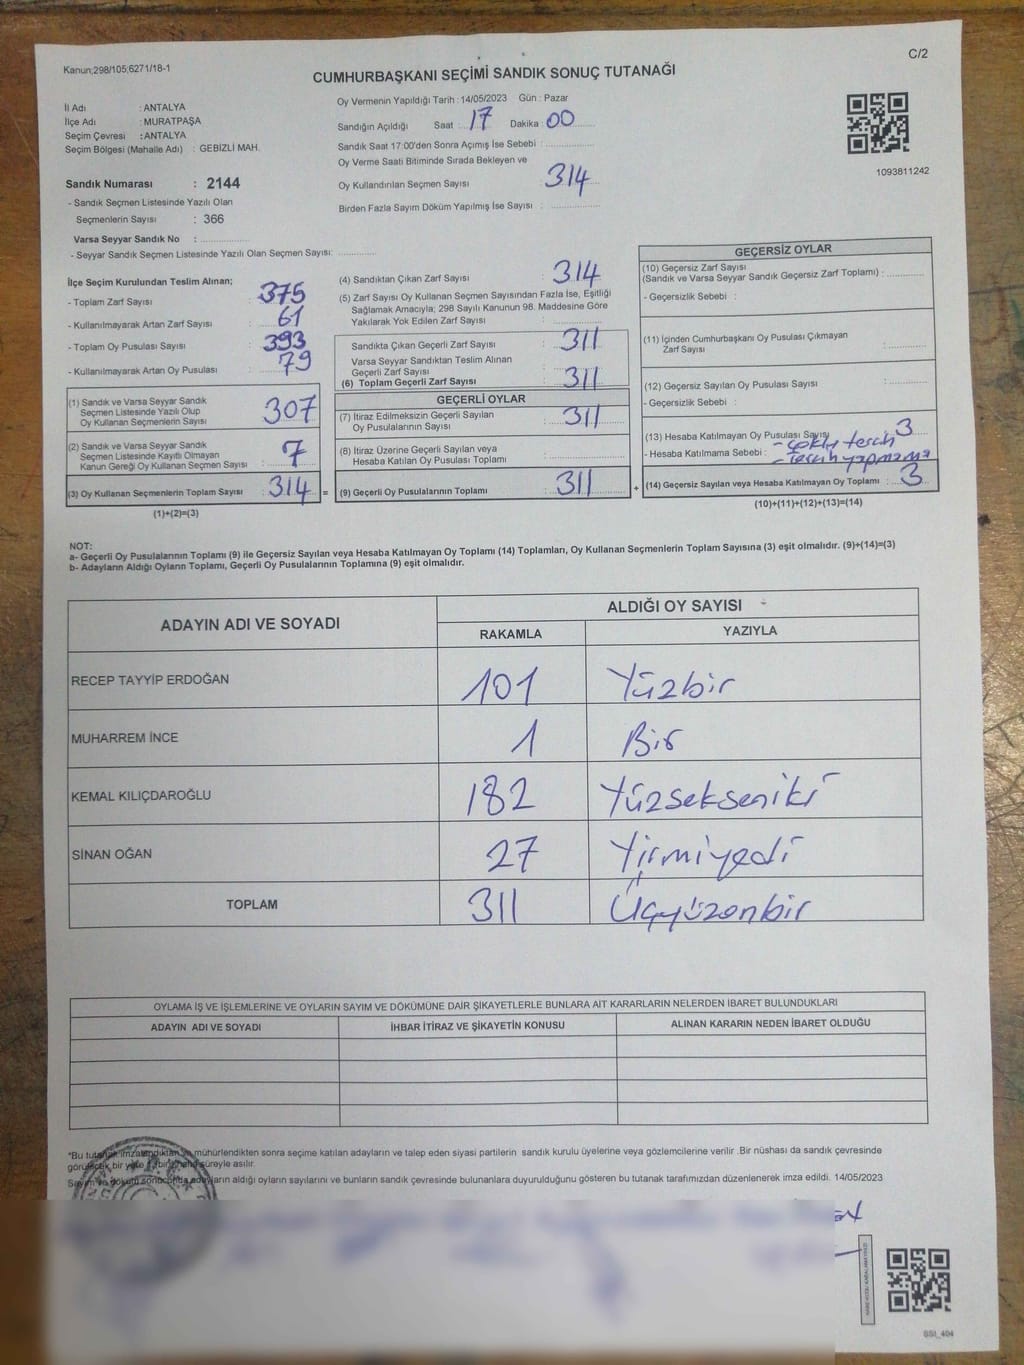 Kanun;298/105;6271/18-1
C/2
CUMHURBAŞKANI SEÇİMİ SANDIK SONUÇ TUTANAĞI
İl Adı : ANTALYA
İlçe Adı : MURATPAŞA
Seçim Çevresi : ANTALYA
Seçim Bölgesi (Mahalle Adı) : GEBİZLİ MAH.
Sandık Numarası : 2144
- Sandık Seçmen Listesinde Yazılı Olan
Seçmenlerin Sayısı : 366
Varsa Seyyar Sandık No : ................
- Seyyar Sandık Seçmen Listesinde Yazılı Olan Seçmen Sayısı: ............
Oy Vermenin Yapıldığı Tarih : 14/05/2023 Gün : Pazar
Sandığın Açıldığı Saat : 17 Dakika : 00
Sandık Saat 17:00'den Sonra Açımış İse Sebebi : ................
Oy Verme Saati Bitiminde Sırada Bekleyen ve
Oy Kullandırılan Seçmen Sayısı 314
Birden Fazla Sayım Döküm Yapılmış İse Sayısı : ................
1093811242
İlçe Seçim Kurulundan Teslim Alınan;
- Toplam Zarf Sayısı : 375
- Kullanılmayarak Artan Zarf Sayısı : 61
- Toplam Oy Pusulası Sayısı : 393
- Kullanılmayarak Artan Oy Pusulası : 79
(1) Sandık ve Varsa Seyyar Sandık
Seçmen Listesinde Yazılı Olup
Oy Kullanan Seçmenlerin Sayısı : 307
(2) Sandık ve Varsa Seyyar Sandık
Seçmen Listesinde Kayıtlı Olmayan
Kanun Gereği Oy Kullanan Seçmen Sayısı : 7
(3) Oy Kullanan Seçmenlerin Toplam Sayısı : 314 =
(1)+(2)=(3)
(4) Sandıktan Çıkan Zarf Sayısı : 314
(5) Zarf Sayısı Oy Kullanan Seçmen Sayısından Fazla İse, Eşitliği
Sağlamak Amacıyla; 298 Sayılı Kanunun 98. Maddesine Göre
Yakılarak Yok Edilen Zarf Sayısı : ................
Sandıkta Çıkan Geçerli Zarf Sayısı : 311
Varsa Seyyar Sandıktan Teslim Alınan
Geçerli Zarf Sayısı : ................
(6) Toplam Geçerli Zarf Sayısı : 311
GEÇERLİ OYLAR
(7) İtiraz Edilmeksizin Geçerli Sayılan
Oy Pusulalarının Sayısı : 311
(8) İtiraz Üzerine Geçerli Sayılan veya
Hesaba Katılan Oy Pusulası Toplamı : ................
(9) Geçerli Oy Pusulalarının Toplamı : 311 +
GEÇERSİZ OYLAR
(10) Geçersiz Zarf Sayısı
(Sandık ve Varsa Seyyar Sandık Geçersiz Zarf Toplamı) : ............
- Geçersizlik Sebebi :
(11) İçinden Cumhurbaşkanı Oy Pusulası Çıkmayan
Zarf Sayısı : ............
(12) Geçersiz Sayılan Oy Pusulası Sayısı : ............
- Geçersizlik Sebebi :
(13) Hesaba Katılmayan Oy Pusulası Sayısı 3
- Hesaba Katılmama Sebebi : - çoklu tercih
- tercih yapmama
(14) Geçersiz Sayılan veya Hesaba Katılmayan Oy Toplamı : 3
(10)+(11)+(12)+(13)=(14)
NOT:
a- Geçerli Oy Pusulalarının Toplamı (9) ile Geçersiz Sayılan veya Hesaba Katılmayan Oy Toplamı (14) Toplamları, Oy Kullanan Seçmenlerin Toplam Sayısına (3) eşit olmalıdır. (9)+(14)=(3)
b- Adayların Aldığı Oyların Toplamı, Geçerli Oy Pusulalarının Toplamına (9) eşit olmalıdır.
ADAYIN ADI VE SOYADI
ALDIĞI OY SAYISI
RAKAMLA YAZIYLA
RECEP TAYYİP ERDOĞAN 101 Yüzbir
MUHARREM İNCE 1 Bir
KEMAL KILIÇDAROĞLU 182 Yüzsekseniki
SİNAN OĞAN 27 Yirmiyedi
TOPLAM 311 Üçyüzonbir
OYLAMA İŞ VE İŞLEMLERİNE VE OYLARIN SAYIM VE DÖKÜMÜNE DAİR ŞİKAYETLERLE BUNLARA AİT KARARLARIN NELERDEN İBARET BULUNDUKLARI
ADAYIN ADI VE SOYADI İHBAR İTİRAZ VE ŞİKAYETİN KONUSU ALINAN KARARIN NEDEN İBARET OLDUĞU
*Bu tutanak imzalandıktan ve mühürlendikten sonra seçime katılan adayların ve talep eden siyasi partilerin sandık kurulu üyelerine veya gözlemcilerine verilir .Bir nüshası da sandık çevresinde
görülecek bir yere bir hafta süreyle asılır.
Sayım ve döküm sonucunda adayların aldığı oyların sayılarını ve bunların sandık çevresinde bulunanlara duyurulduğunu gösteren bu tutanak tarafımızdan düzenlenerek imza edildi. 14/05/2023
SSI_404